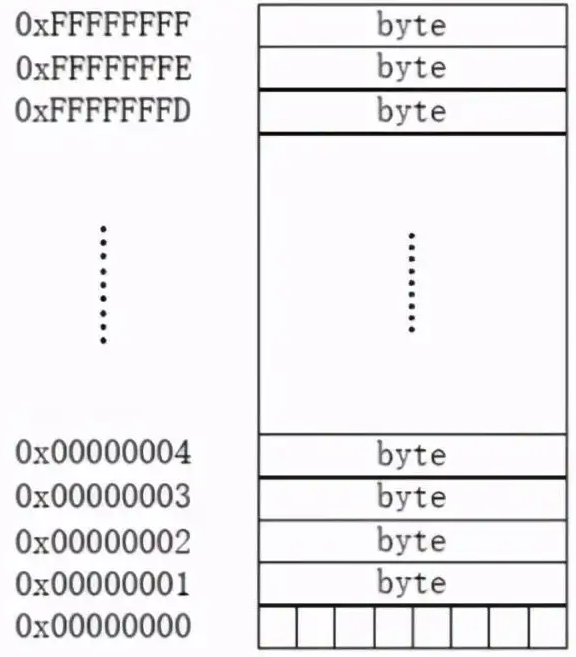 0xFFFFFFFF byte
0xFFFFFFFE byte
0xFFFFFFFD byte
0x00000004 byte
0x00000003 byte
0x00000002 byte
0x00000001 byte
0x00000000